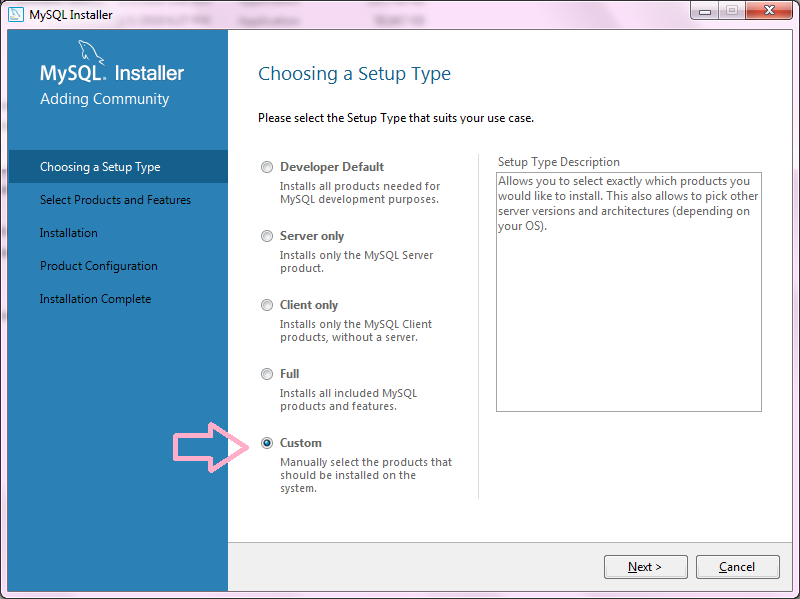 MySQL Installer
MySQL. Installer
Adding Community
Choosing a Setup Type
Select Products and Features
Installation
Product Configuration
Installation Complete
Choosing a Setup Type
Please select the Setup Type that suits your use case.
Developer Default
Installs all products needed for
MySQL development purposes.
Server only
Installs only the MySQL Server
product.
Client only
Installs only the MySQL Client
products, without a server.
Full
Installs all included MySQL
products and features.
Custom
Manually select the products that
should be installed on the
system.
Setup Type Description
Allows you to select exactly which products you
would like to install. This also allows to pick other
server versions and architectures (depending on
your OS).
Next >
Cancel